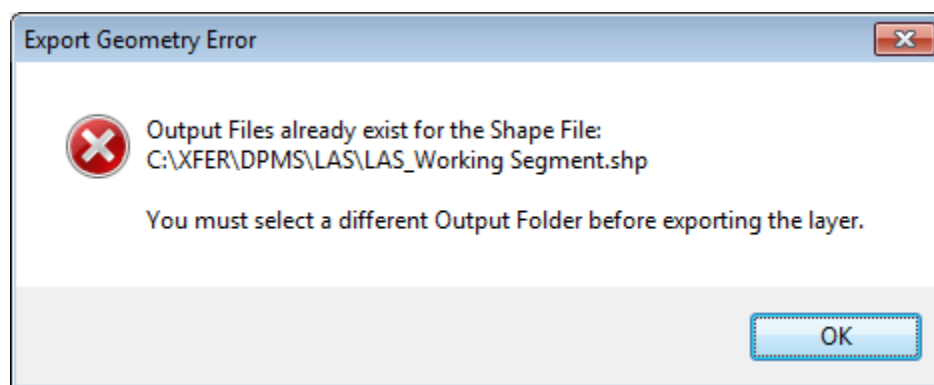 Export Geometry Error
Output Files already exist for the Shape File:
C:\XFER\DPMS\LAS\LAS_Working Segment.shp
You must select a different Output Folder before exporting the layer.
OK